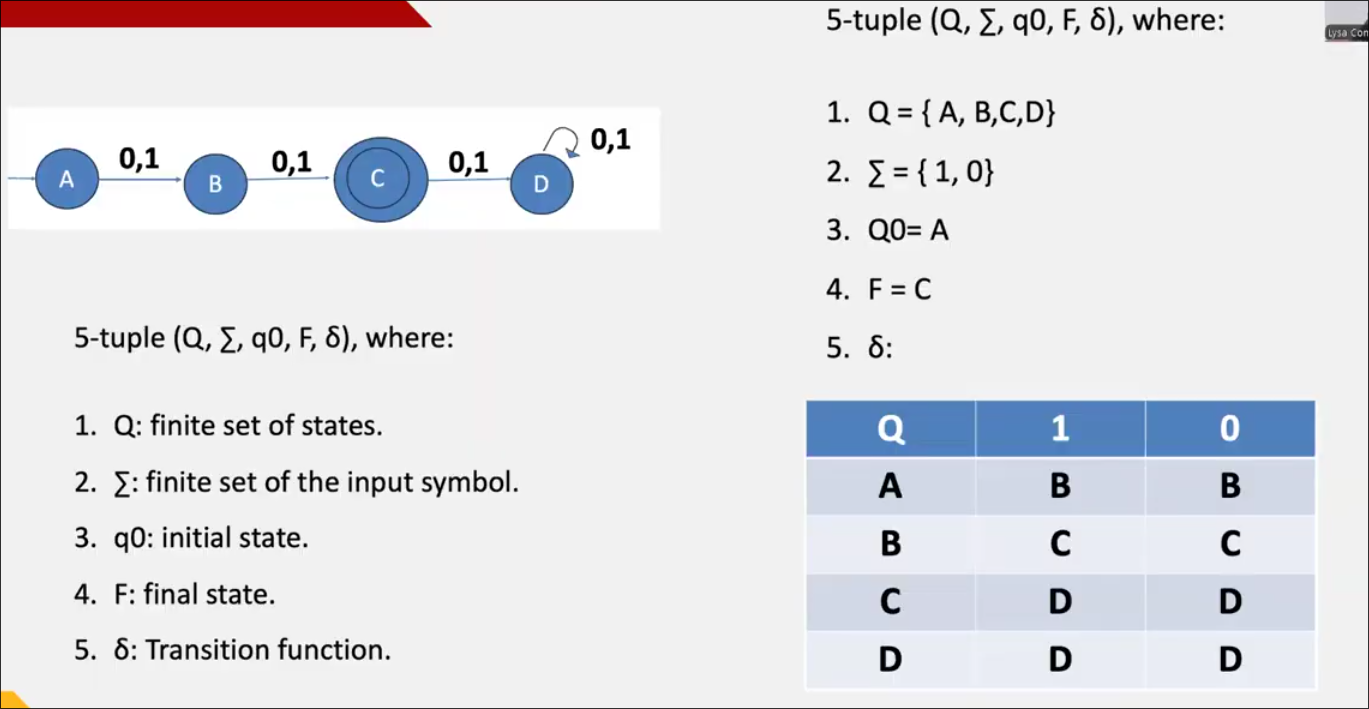 0,1
0,1
0,1
0,1
A
B
C
D
5-tuple (Q, ∑, q0, F, δ), where:
1. Q: finite set of states.
2. ∑: finite set of the input symbol.
3. q0: initial state.
4. F: final state.
5. δ: Transition function.
5-tuple (Q, ∑, q0, F, δ), where:
1. Q = { A, B,C,D}
2. ∑ = { 1, 0}
3. Q0= A
4. F = C
5. δ:
Q 1 0
A B B
B C C
C D D
D D D
Lysa Con